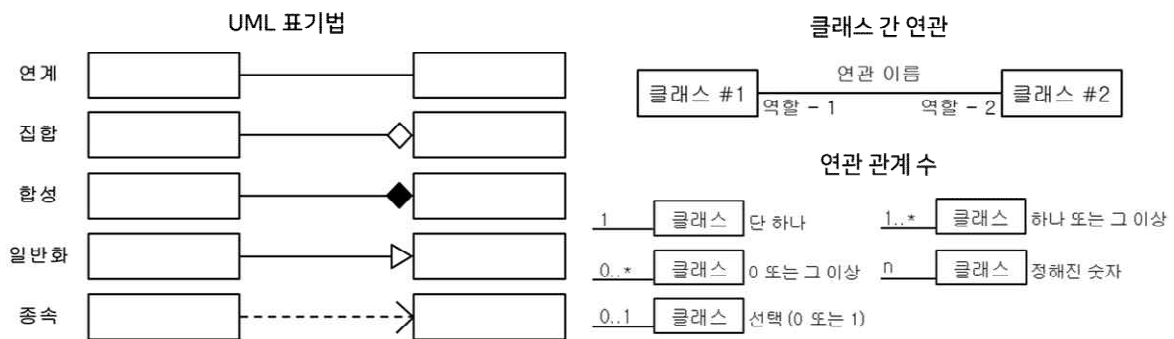 UML 표기법
연계
집합
합성
일반화
종속
클래스 간 연관
클래스 #1
연관 이름
클래스 #2
역할 - 1
역할 - 2
연관 관계 수
1 클래스 단 하나
1..* 클래스 하나 또는 그 이상
0..* 클래스 0 또는 그 이상
n 클래스 정해진 숫자
0..1 클래스 선택 (0 또는 1)